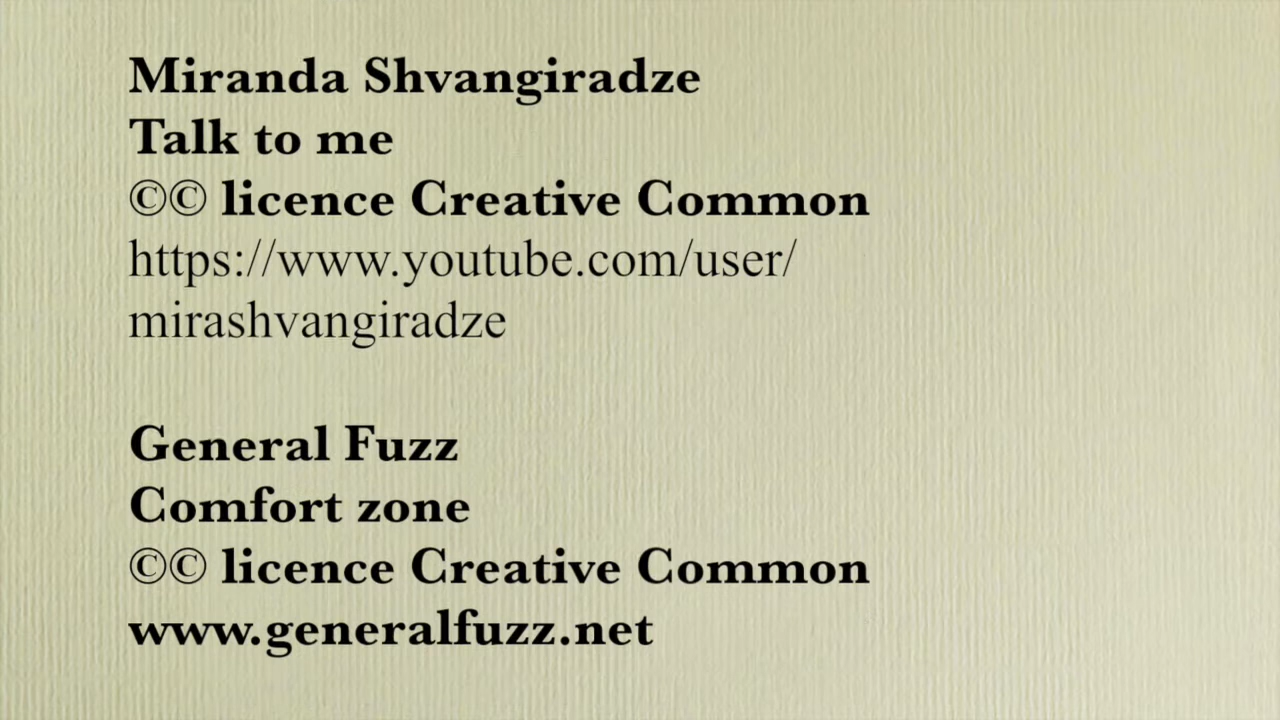 Miranda Shvangiradze
Talk to me
©© licence Creative Common
https://www.youtube.com/user/
mirashvangiradze
General Fuzz
Comfort zone
©© licence Creative Common
www.generalfuzz.net